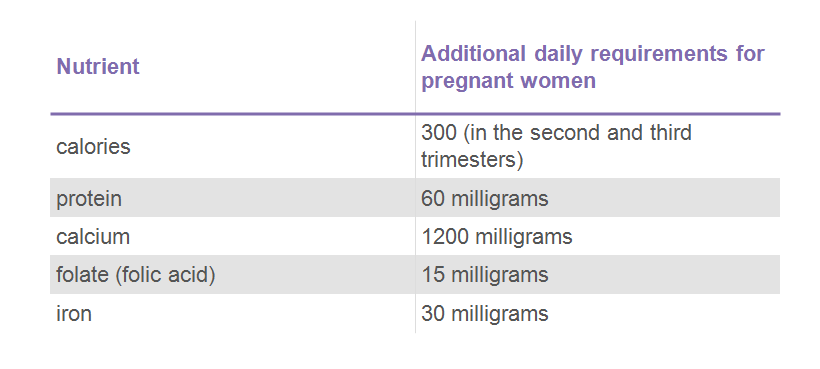 Nutrient
Additional daily requirements for
pregnant women
calories
300 (in the second and third
trimesters)
protein
60 milligrams
calcium
1200 milligrams
folate (folic acid)
15 milligrams
iron
30 milligrams